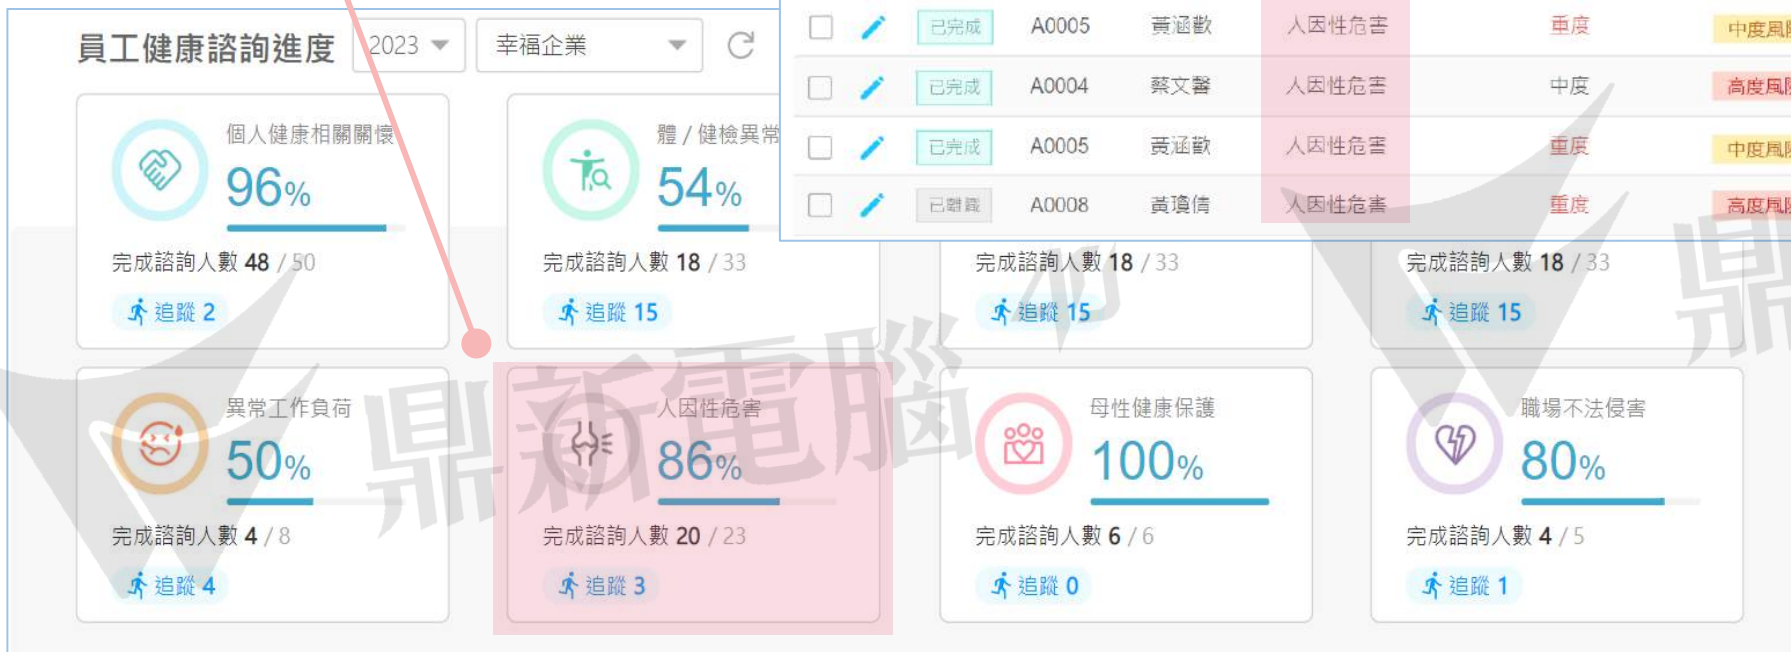 員工健康諮詢進度 2023 幸福企業
已完成 A0005 黃涵歡 人因性危害 重度 中度風險
已完成 A0004 蔡文馨 人因性危害 中度 高度風險
已完成 A0005 黃涵歡 人因性危害 重度 中度風險
已離職 A0008 黃瓊倩 人因性危害 重度 高度風險
個人健康相關關懷
96%
完成諮詢人數 48 / 50
追蹤 2
體 / 健檢異常
54%
完成諮詢人數 18 / 33
追蹤 15
完成諮詢人數 18 / 33
追蹤 15
完成諮詢人數 18 / 33
追蹤 15
異常工作負荷
50%
完成諮詢人數 4 / 8
追蹤 4
人因性危害
86%
完成諮詢人數 20 / 23
追蹤 3
母性健康保護
100%
完成諮詢人數 6 / 6
追蹤 0
職場不法侵害
80%
完成諮詢人數 4 / 5
追蹤 1
鼎新電腦
鼎